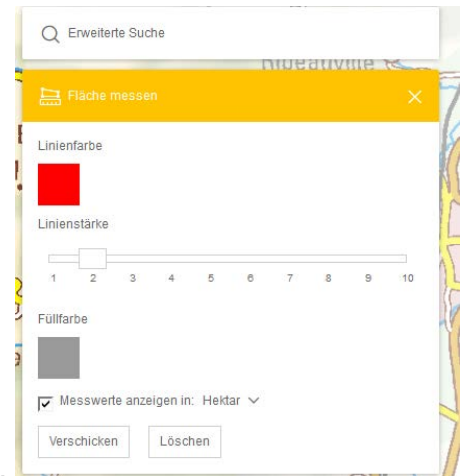 Erweiterte Suche
Ribeauville
Fläche messen
Linienfarbe
Linienstärke
1 2 3 4 5 6 7 8 9 10
Füllfarbe
Messwerte anzeigen in: Hektar
Verschicken Löschen